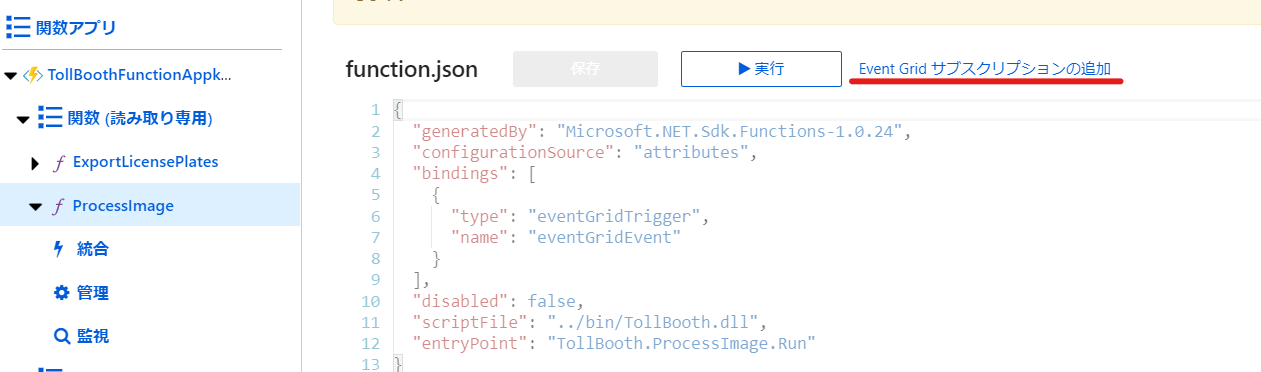 関数アプリ
TollBoothFunctionAppk...
関数 (読み取り専用)
ExportLicensePlates
ProcessImage
統合
管理
監視
function.json
保存
実行
Event Grid サブスクリプションの追加
1 {
2 "generatedBy": "Microsoft.NET.Sdk.Functions-1.0.24",
3 "configurationSource": "attributes",
4 "bindings": [
5 {
6 "type": "eventGridTrigger",
7 "name": "eventGridEvent"
8 }
9 ],
10 "disabled": false,
11 "scriptFile": "../bin/TollBooth.dll",
12 "entryPoint": "TollBooth.ProcessImage.Run"
13 }